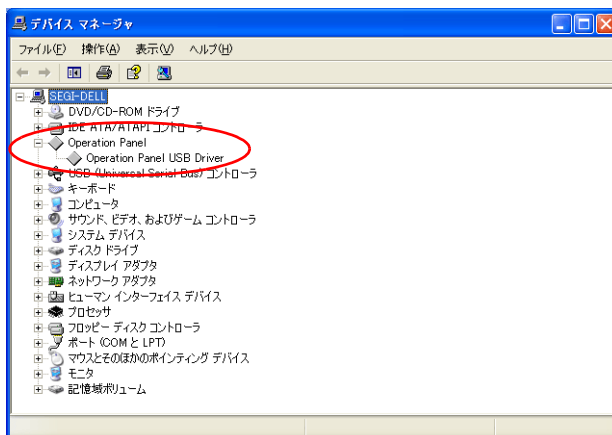 デバイス マネージャ
ファイル(F) 操作(A) 表示(V) ヘルプ(H)
SEGI-DELL
DVD/CD-ROM ドライブ
IDE ATA/ATAPI コントローラ
Operation Panel
Operation Panel USB Driver
USB (Universal Serial Bus) コントローラ
キーボード
コンピュータ
サウンド、ビデオ、およびゲーム コントローラ
システム デバイス
ディスク ドライブ
ディスプレイ アダプタ
ネットワーク アダプタ
ヒューマン インターフェイス デバイス
プロセッサ
フロッピー ディスク コントローラ
ポート (COM と LPT)
マウスとそのほかのポインティング デバイス
モニタ
記憶域ボリューム